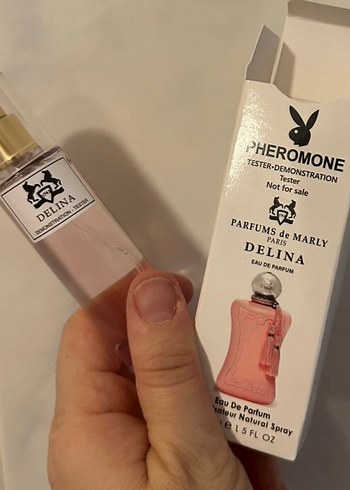 DELINA
DEMONSTRATION - TESTER
PHEROMONE
TESTER•DEMONSTRATION
Tester
Not for sale
PARFUMS de MARLY
PARIS
DELINA
EAU DE PARFUM
Eau De Parfum
Natural Spray
1.5 FL OZ